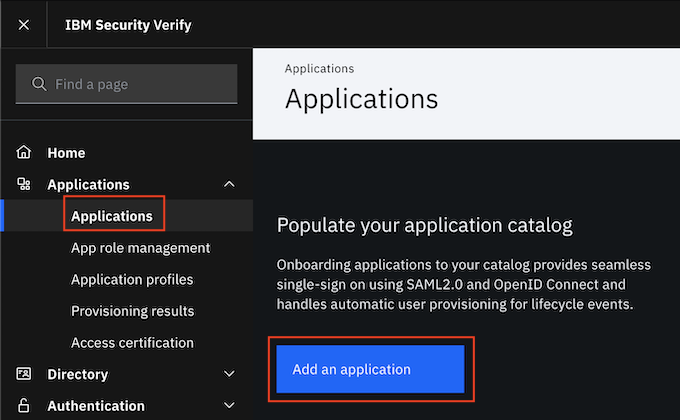 IBM Security Verify
Find a page
Home
Applications
Applications
App role management
Application profiles
Provisioning results
Access certification
Directory
Authentication
Applications
Applications
Populate your application catalog
Onboarding applications to your catalog provides seamless
single-sign on using SAML2.0 and OpenID Connect and
handles automatic user provisioning for lifecycle events.
Add an application